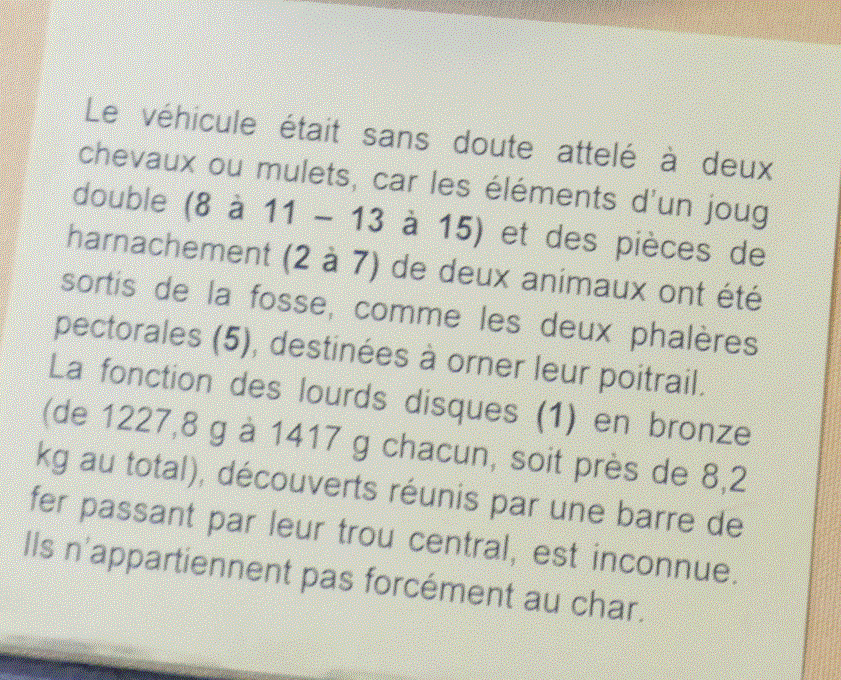 Le véhicule était sans doute attelé à deux
chevaux ou mulets, car les éléments d'un joug
double (8 à 11 – 13 à 15) et des pièces de
harnachement (2 à 7) de deux animaux ont été
sortis de la fosse, comme les deux phalères
pectorales (5), destinées à orner leur poitrail.
La fonction des lourds disques (1) en bronze
(de 1227,8 g à 1417 g chacun, soit près de 8,2
kg au total), découverts réunis par une barre de
fer passant par leur trou central, est inconnue.
Ils n'appartiennent pas forcément au char.